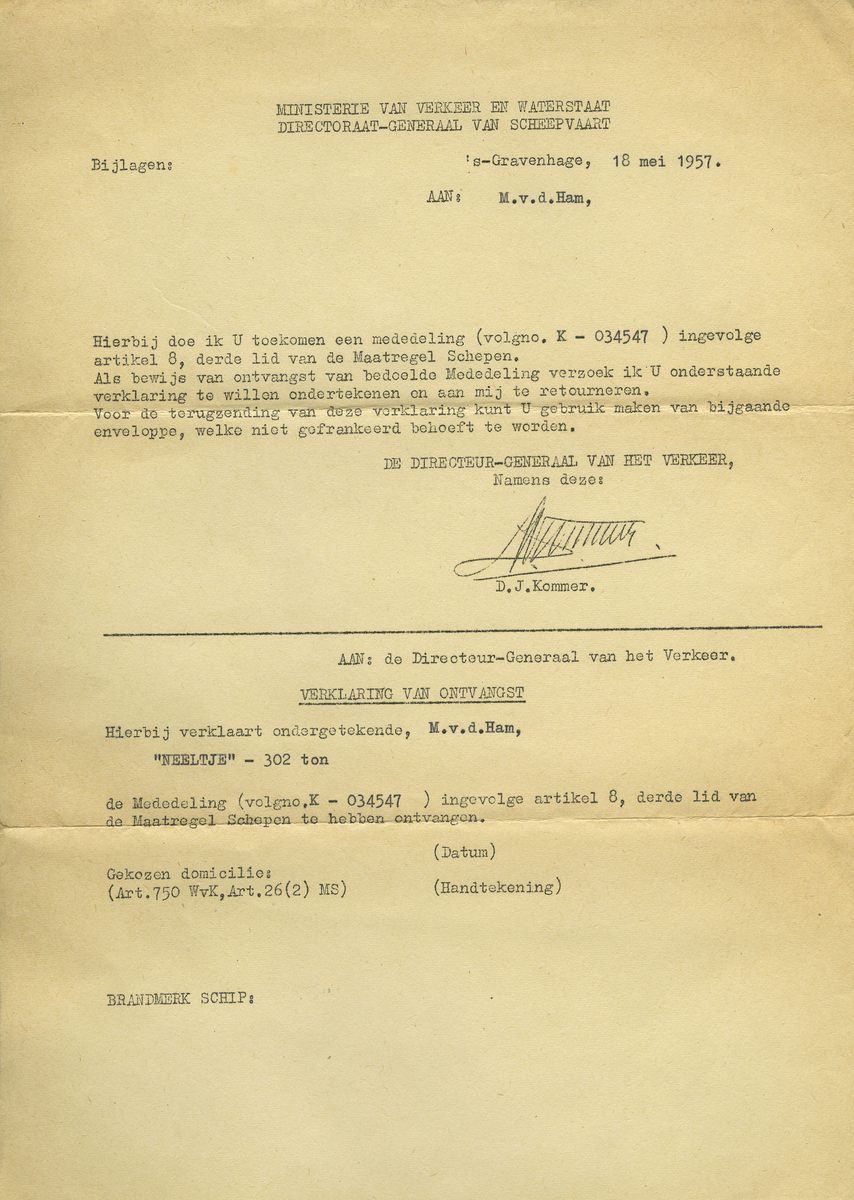 MINISTERIE VAN VERKEER EN WATERSTAAT
DIRECTORAAT-GENERAAL VAN SCHEEPVAART
Bijlagen:
's-Gravenhage, 18 mei 1957.
AAN: M.v.d.Ham,
Hierbij doe ik U toekomen een mededeling (volgno. K - 034547 ) ingevolge
artikel 8, derde lid van de Maatregel Schepen.
Als bewijs van ontvangst van bedoelde Mededeling verzoek ik U onderstaande
verklaring te willen ondertekenen en aan mij te retourneren.
Voor de terugzending van deze verklaring kunt U gebruik maken van bijgaande
enveloppe, welke niet gefrankeerd behoeft te worden.
DE DIRECTEUR-GENERAAL VAN HET VERKEER,
Namens deze:
D.J.Kommer.
AAN: de Directeur-Generaal van het Verkeer.
VERKLARING VAN ONTVANGST
Hierbij verklaart ondergetekende, M.v.d.Ham,
"NEELTJE" - 302 ton
de Mededeling (volgno.K - 034547 ) ingevolge artikel 8, derde lid van
de Maatregel Schepen te hebben ontvangen.
(Datum)
Gekozen domicilie:
(Art.750 WvK,Art.26(2) MS) (Handtekening)
BRANDMERK SCHIP: